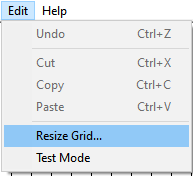 Edit Help
Undo Ctrl+Z
Cut Ctrl+X
Copy Ctrl+C
Paste Ctrl+V
Resize Grid...
Test Mode